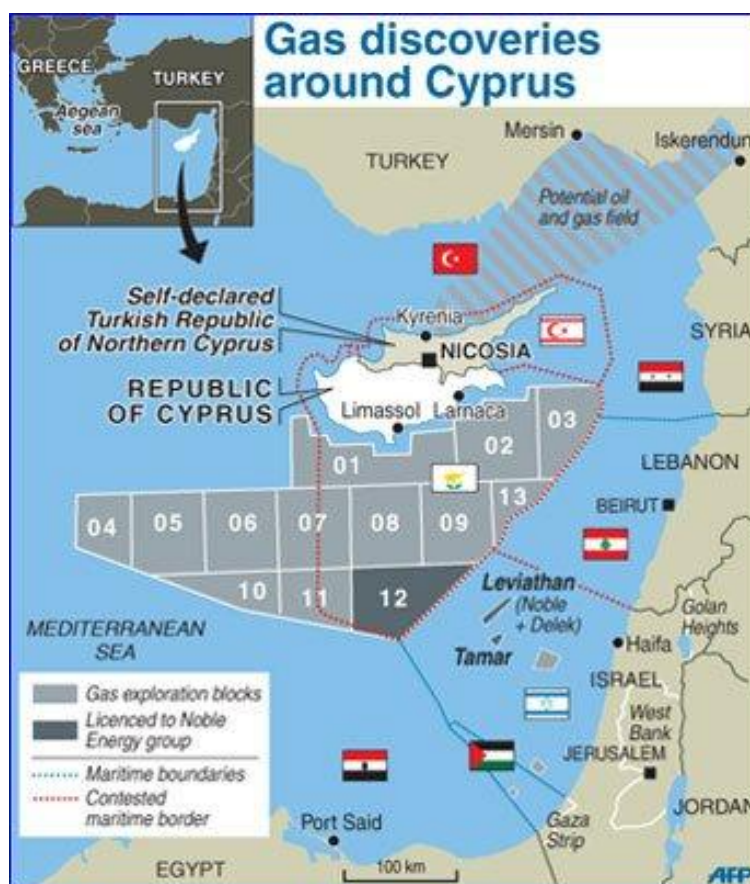 Gas discoveries
around Cyprus
GREECE
TURKEY
Aegean
sea
Mersin
Iskerendun
TURKEY
Potential oil
and gas field
Self-declared
Turkish Republic
of Northern Cyprus
Kyrenia
NICOSIA
SYRIA
REPUBLIC
OF CYPRUS
Limassol
Larnaca
03
02
01
LEBANON
13
04
05
06
07
08
09
BEIRUT
10
11
12
Leviathan
(Noble
+ Delek)
Golan
Heights
MEDITERRANEAN
SEA
Tamar
Haifa
ISRAEL
Gas exploration blocks
Licenced to Noble
Energy group
Maritime boundaries
Contested
maritime border
West
Bank
JERUSALEM
Port Said
Gaza
Strip
JORDAN
EGYPT
100 km
AFP